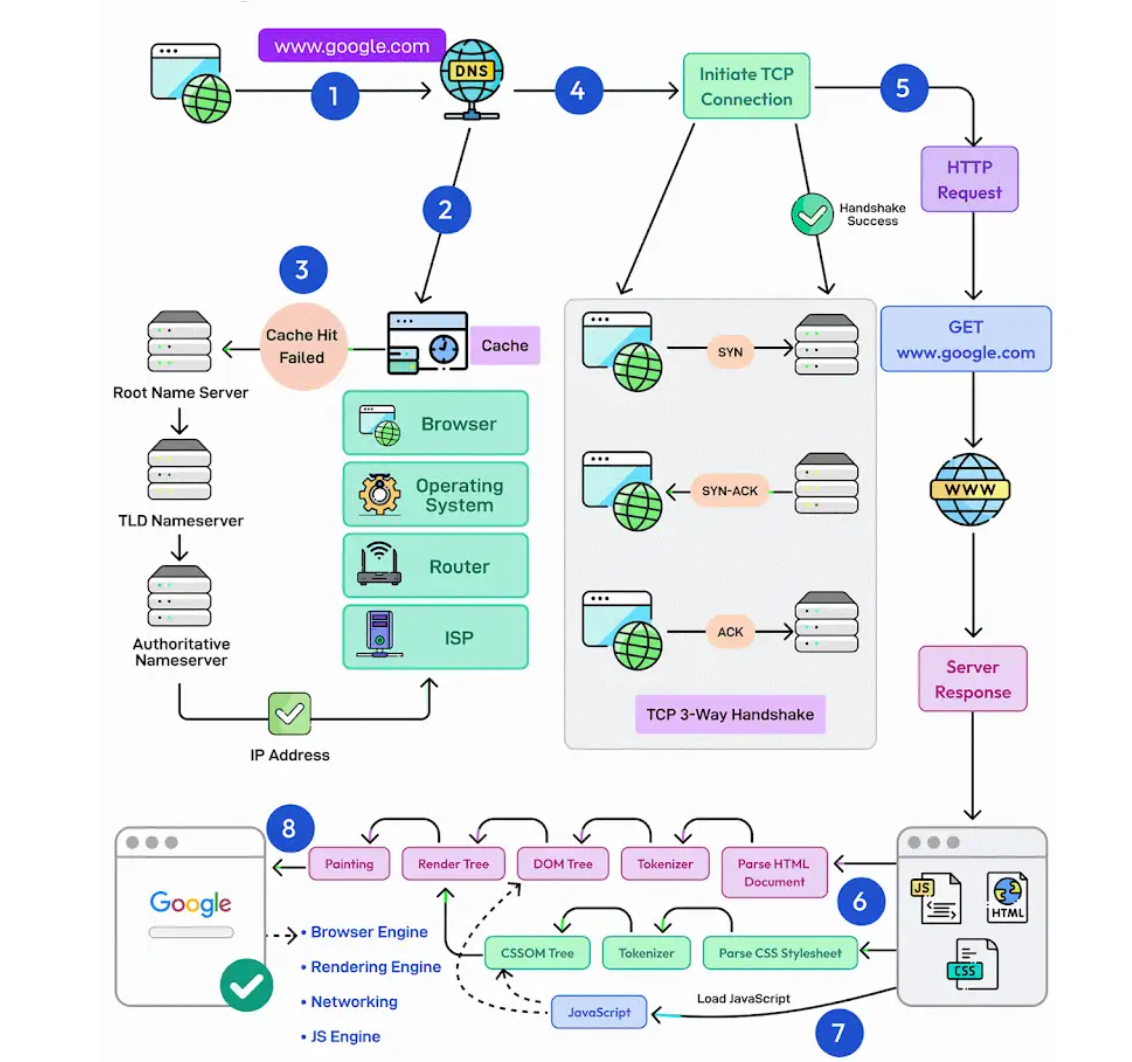 www.google.com
1
DNS
4
Initiate TCP
Connection
5
HTTP
Request
2
Handshake
Success
3
Cache Hit
Failed
Cache
Root Name Server
TLD Nameserver
Authoritative
Nameserver
IP Address
Browser
Operating
System
Router
ISP
SYN
SYN-ACK
ACK
TCP 3-Way Handshake
GET
www.google.com
WWW
Server
Response
8
Painting
Render Tree
DOM Tree
Tokenizer
Parse HTML
Document
6
JS
HTML
CSS
Google
CSSOM Tree
Tokenizer
Parse CSS Stylesheet
• Browser Engine
• Rendering Engine
• Networking
• JS Engine
JavaScript
Load JavaScript
7